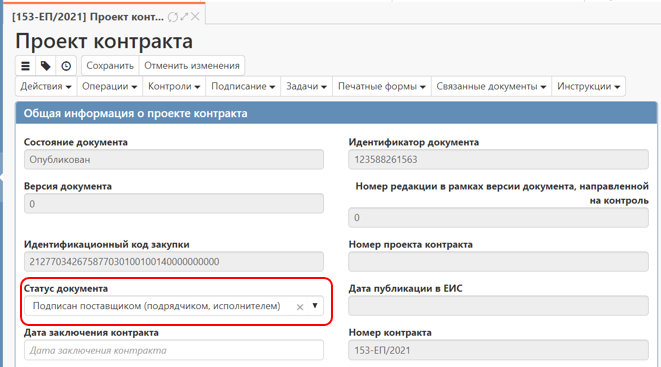 [153-ЕП/2021] Проект конт...
Проект контракта
Сохранить Отменить изменения
Действия Операции Контроли Подписание Задачи Печатные формы Связанные документы Инструкции
Общая информация о проекте контракта
Состояние документа
Опубликован
Идентификатор документа
123588261563
Версия документа
0
Номер редакции в рамках версии документа, направленной
на контроль
0
Идентификационный код закупки
212770342675877030100100140000000000
Номер проекта контракта
Статус документа
Подписан поставщиком (подрядчиком, исполнителем)
Дата публикации в ЕИС
Дата заключения контракта
Дата заключения контракта
Номер контракта
153-ЕП/2021